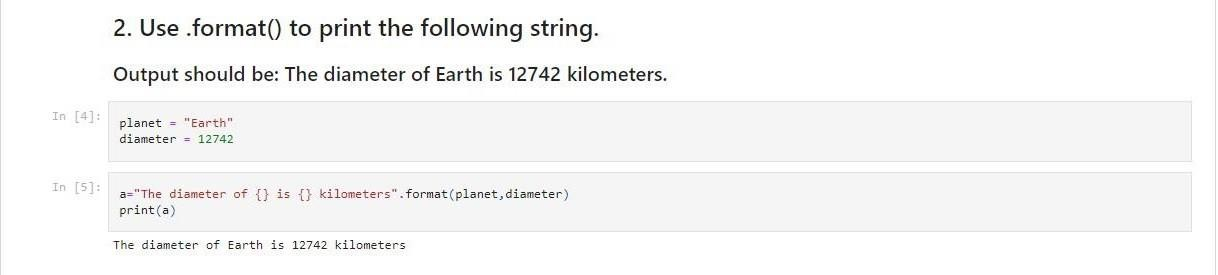 2. Use .format() to print the following string.
Output should be: The diameter of Earth is 12742 kilometers.
In [4]:
planet = "Earth"
diameter = 12742
In [5]:
a="The diameter of {} is {} kilometers".format(planet,diameter)
print(a)
The diameter of Earth is 12742 kilometers